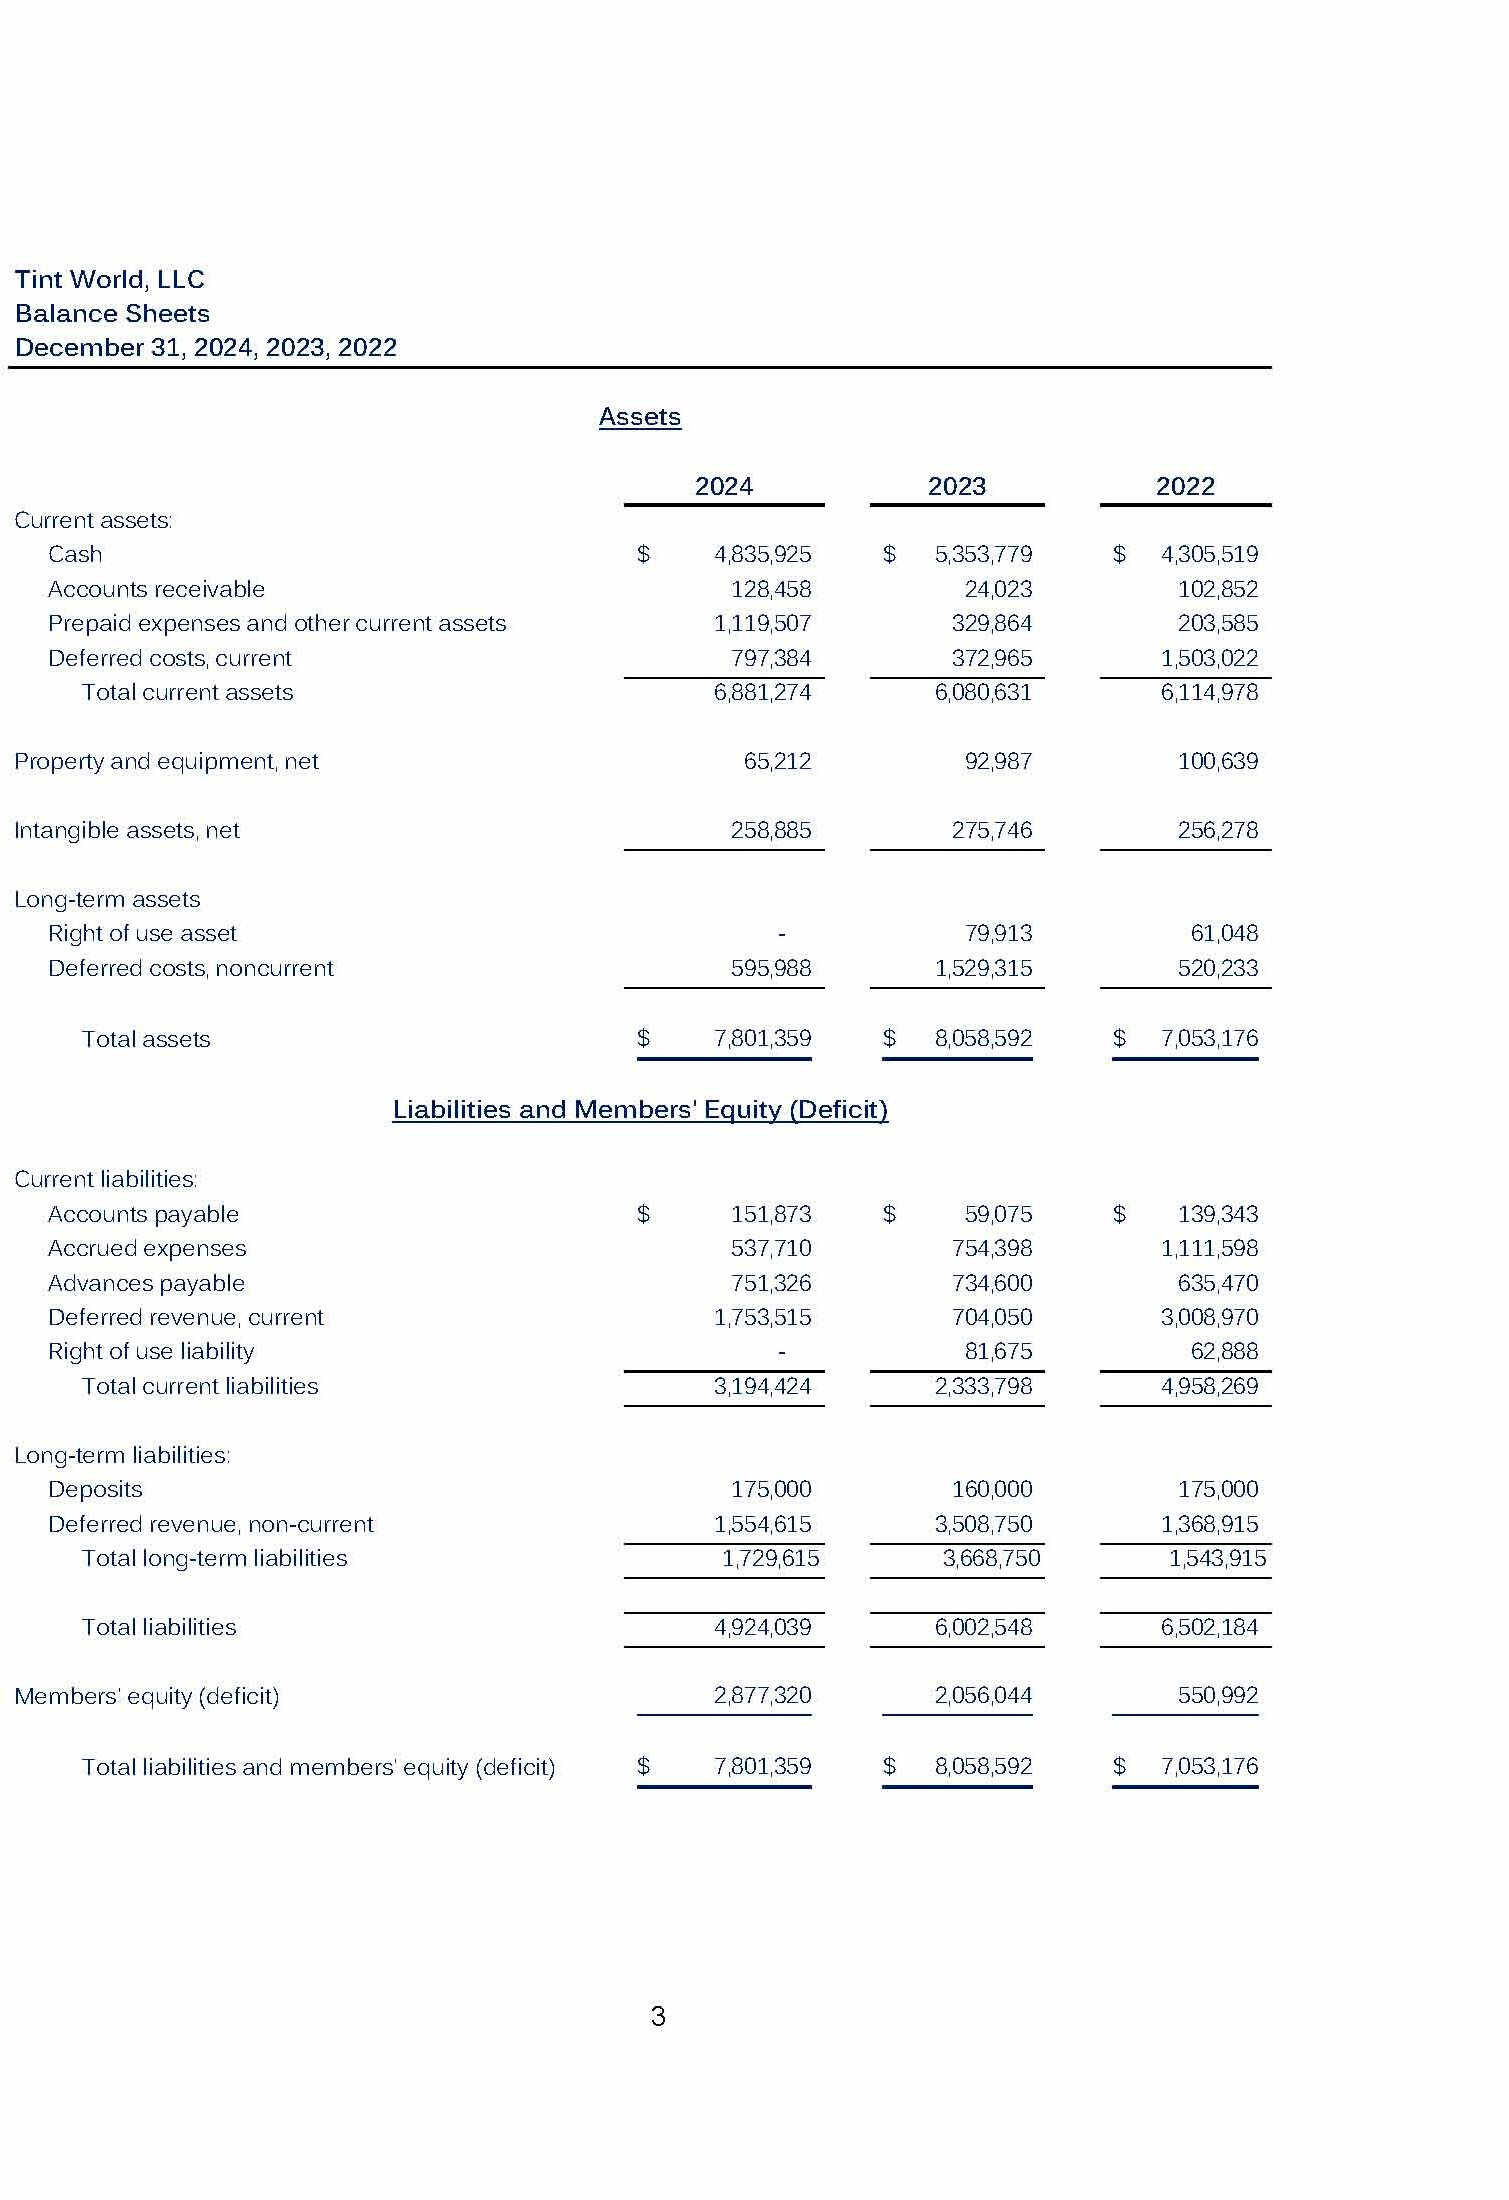 Tint World, LLC
Balance Sheets
December 31, 2024, 2023, 2022
Assets
2024 2023 2022
Current assets:
Cash $ 4,835,925 $ 5,353,779 $ 4,305,519
Accounts receivable 128,458 24,023 102,852
Prepaid expenses and other current assets 1,119,507 329,864 203,585
Deferred costs, current 797,384 372,965 1,503,022
Total current assets 6,881,274 6,080,631 6,114,978
Property and equipment, net 65,212 92,987 100,639
Intangible assets, net 258,885 275,746 256,278
Long-term assets
Right of use asset - 79,913 61,048
Deferred costs, noncurrent 595,988 1,529,315 520,233
Total assets $ 7,801,359 $ 8,058,592 $ 7,053,176
Liabilities and Members' Equity (Deficit)
Current liabilities:
Accounts payable $ 151,873 $ 59,075 $ 139,343
Accrued expenses 537,710 754,398 1,111,598
Advances payable 751,326 734,600 635,470
Deferred revenue, current 1,753,515 704,050 3,008,970
Right of use liability - 81,675 62,888
Total current liabilities 3,194,424 2,333,798 4,958,269
Long-term liabilities:
Deposits 175,000 160,000 175,000
Deferred revenue, non-current 1,554,615 3,508,750 1,368,915
Total long-term liabilities 1,729,615 3,668,750 1,543,915
Total liabilities 4,924,039 6,002,548 6,502,184
Members' equity (deficit) 2,877,320 2,056,044 550,992
Total liabilities and members' equity (deficit) $ 7,801,359 $ 8,058,592 $ 7,053,176
3